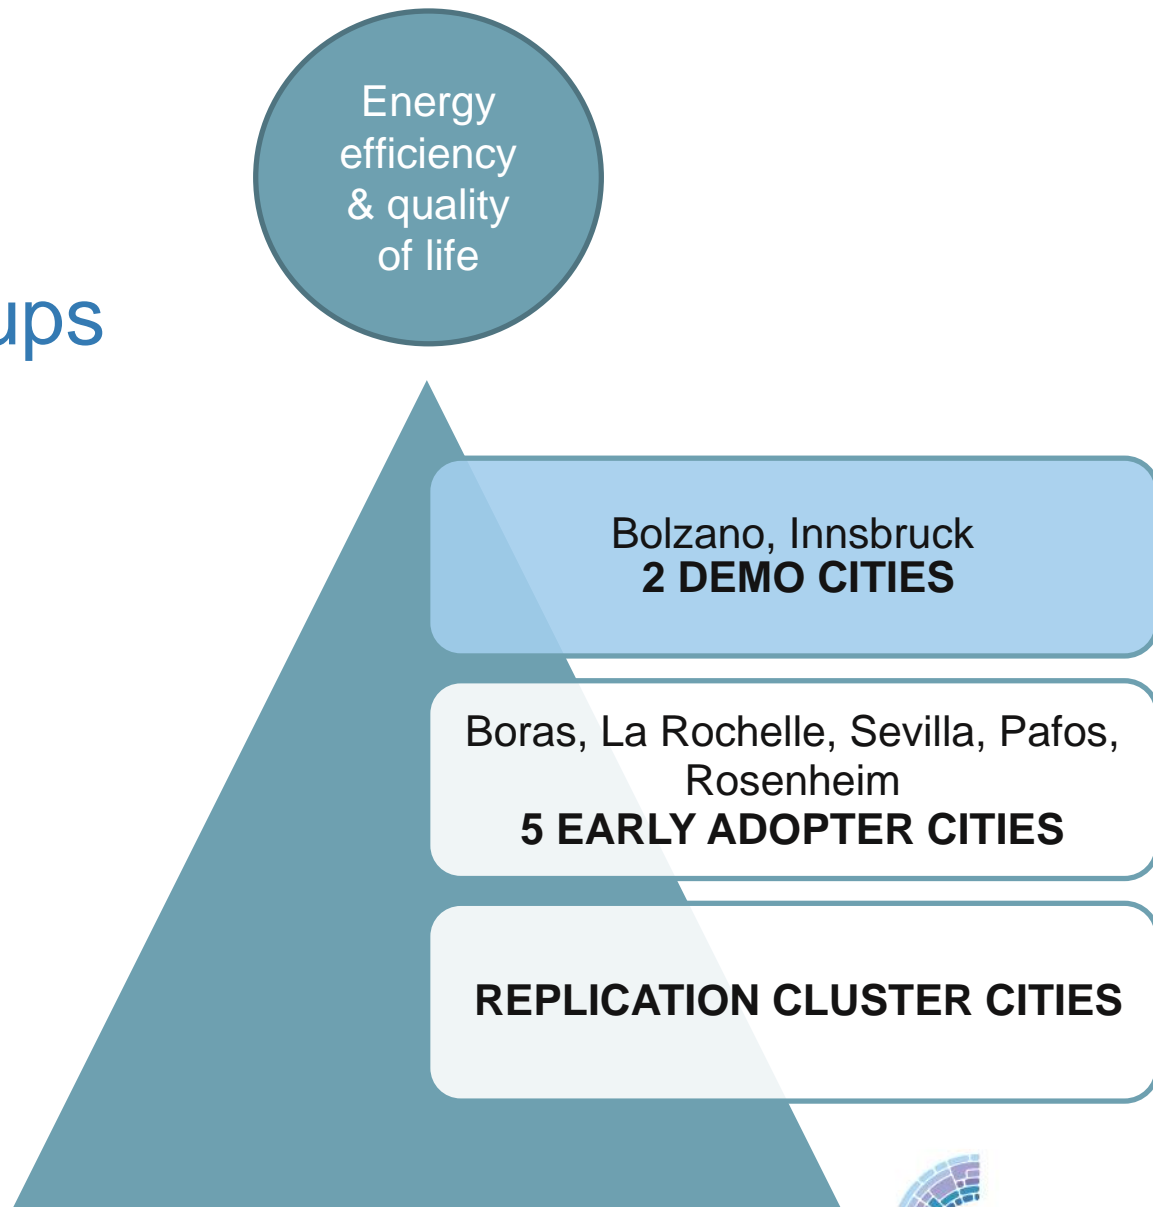 Energy
efficiency
& quality
of life
ups
Bolzano, Innsbruck
2 DEMO CITIES
Boras, La Rochelle, Sevilla, Pafos,
Rosenheim
5 EARLY ADOPTER CITIES
REPLICATION CLUSTER CITIES